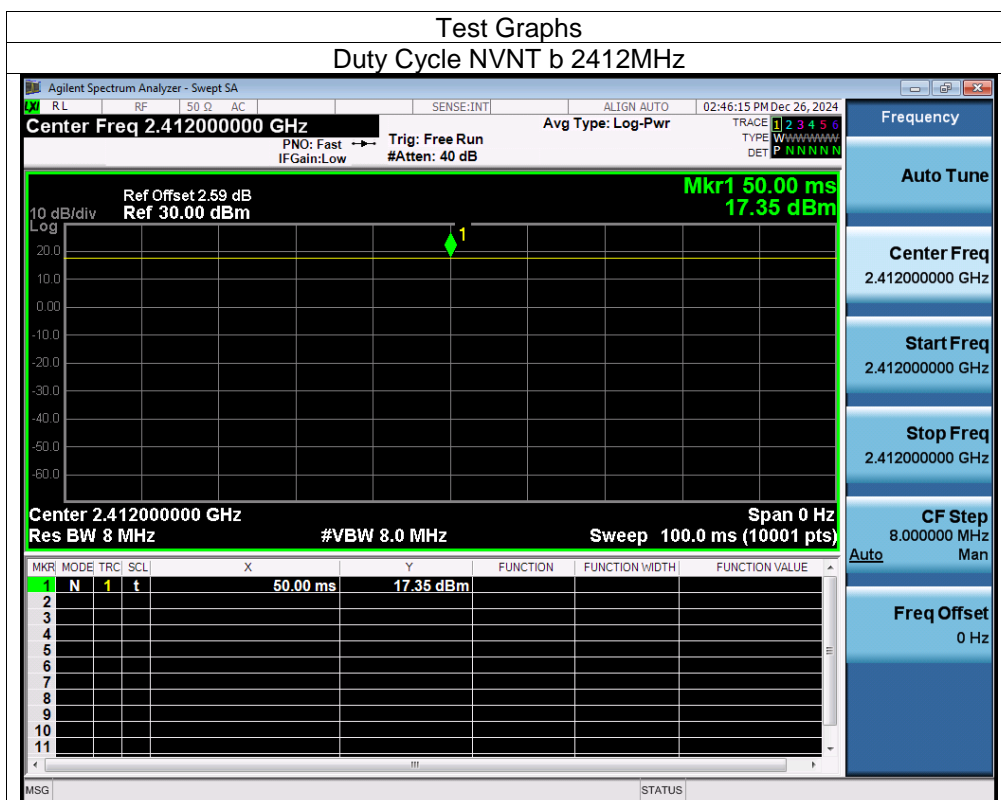 Test Graphs
Duty Cycle NVNT b 2412MHz
Agilent Spectrum Analyzer - Swept SA
LXI RL RF 50 Ω AC SENSE:INT ALIGN AUTO 02:46:15 PM Dec 26, 2024
Center Freq 2.412000000 GHz Avg Type: Log-Pwr TRACE 1 2 3 4 5 6
PNO: Fast Trig: Free Run TYPE WWWWWW
IFGain:Low #Atten: 40 dB DET P N N N N N
Frequency
Auto Tune
Center Freq
2.412000000 GHz
Start Freq
2.412000000 GHz
Stop Freq
2.412000000 GHz
CF Step
8.000000 MHz
Auto Man
Freq Offset
0 Hz
Mkr1 50.00 ms
17.35 dBm
Ref Offset 2.59 dB
10 dB/div Ref 30.00 dBm
Log
1
20.0
10.0
0.00
-10.0
-20.0
-30.0
-40.0
-50.0
-60.0
Center 2.412000000 GHz Span 0 Hz
Res BW 8 MHz #VBW 8.0 MHz Sweep 100.0 ms (10001 pts)
MKR MODE TRC SCL X Y FUNCTION FUNCTION WIDTH FUNCTION VALUE
1 N 1 t 50.00 ms 17.35 dBm
2
3
4
5
6
7
8
9
10
11
MSG STATUS